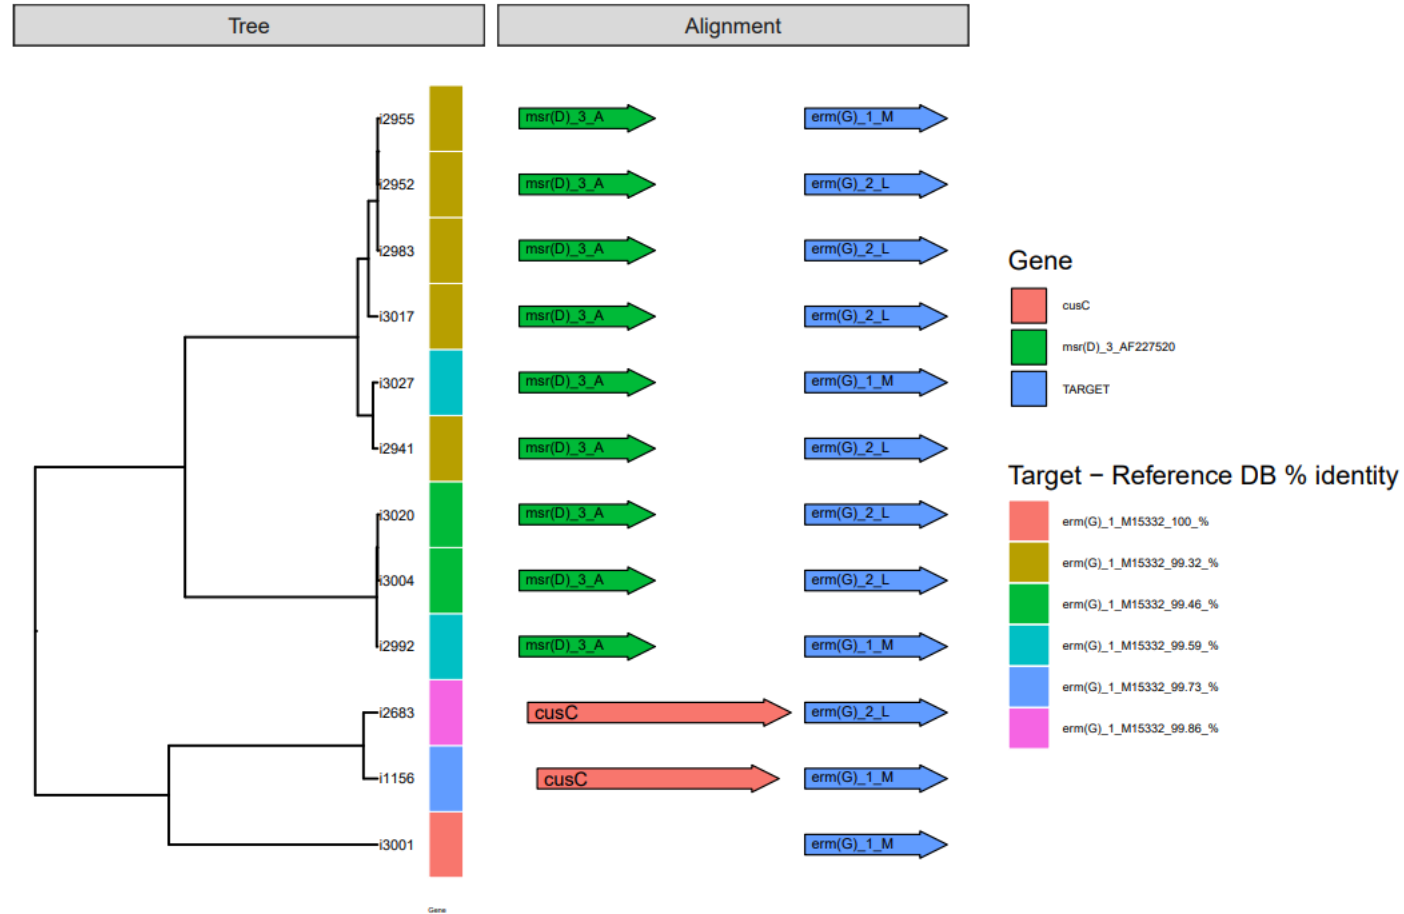 Tree
Alignment
i2955
msr(D)_3_A
erm(G)_1_M
i2952
msr(D)_3_A
erm(G)_2_L
i2983
msr(D)_3_A
erm(G)_2_L
i3017
msr(D)_3_A
erm(G)_2_L
i3027
msr(D)_3_A
erm(G)_1_M
i2941
msr(D)_3_A
erm(G)_2_L
i3020
msr(D)_3_A
erm(G)_2_L
i3004
msr(D)_3_A
erm(G)_2_L
i2992
msr(D)_3_A
erm(G)_1_M
i2683
cusC
erm(G)_2_L
i1156
cusC
erm(G)_1_M
i3001
erm(G)_1_M
Gene
Gene
cusC
msr(D)_3_AF227520
TARGET
Target − Reference DB % identity
erm(G)_1_M15332_100_%
erm(G)_1_M15332_99.32_%
erm(G)_1_M15332_99.46_%
erm(G)_1_M15332_99.59_%
erm(G)_1_M15332_99.73_%
erm(G)_1_M15332_99.86_%